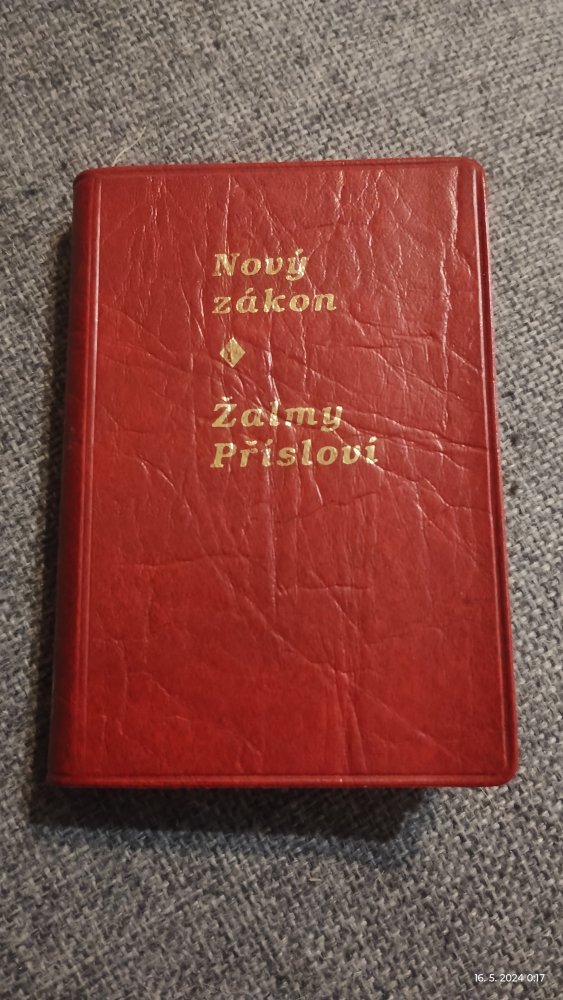 Nový
zákon
Žalmy
Přísloví
16. 5. 2024 0:17